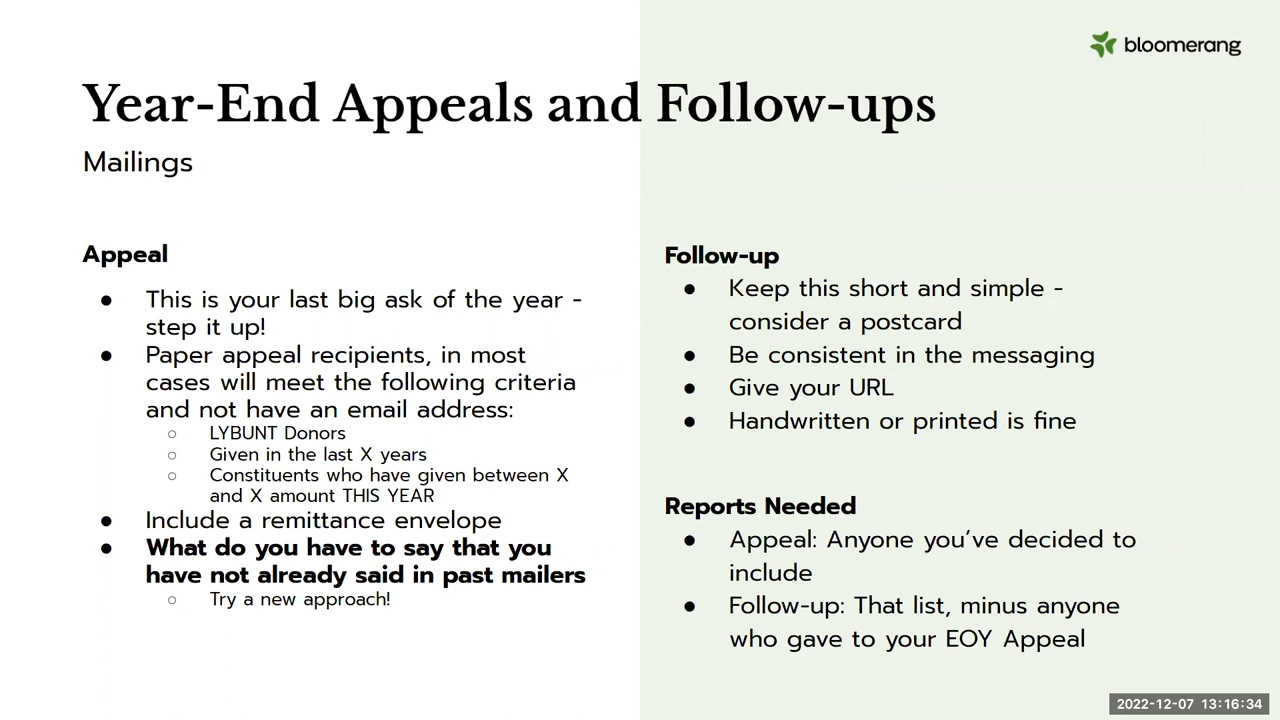 bloomerang
Year-End Appeals and Follow-ups
Mailings
Appeal
● This is your last big ask of the year -
step it up!
● Paper appeal recipients, in most
cases will meet the following criteria
and not have an email address:
○ LYBUNT Donors
○ Given in the last X years
○ Constituents who have given between X
and X amount THIS YEAR
● Include a remittance envelope
● What do you have to say that you
have not already said in past mailers
○ Try a new approach!
Follow-up
● Keep this short and simple -
consider a postcard
● Be consistent in the messaging
● Give your URL
● Handwritten or printed is fine
Reports Needed
● Appeal: Anyone you’ve decided to
include
● Follow-up: That list, minus anyone
who gave to your EOY Appeal
2022-12-07 13:16:34